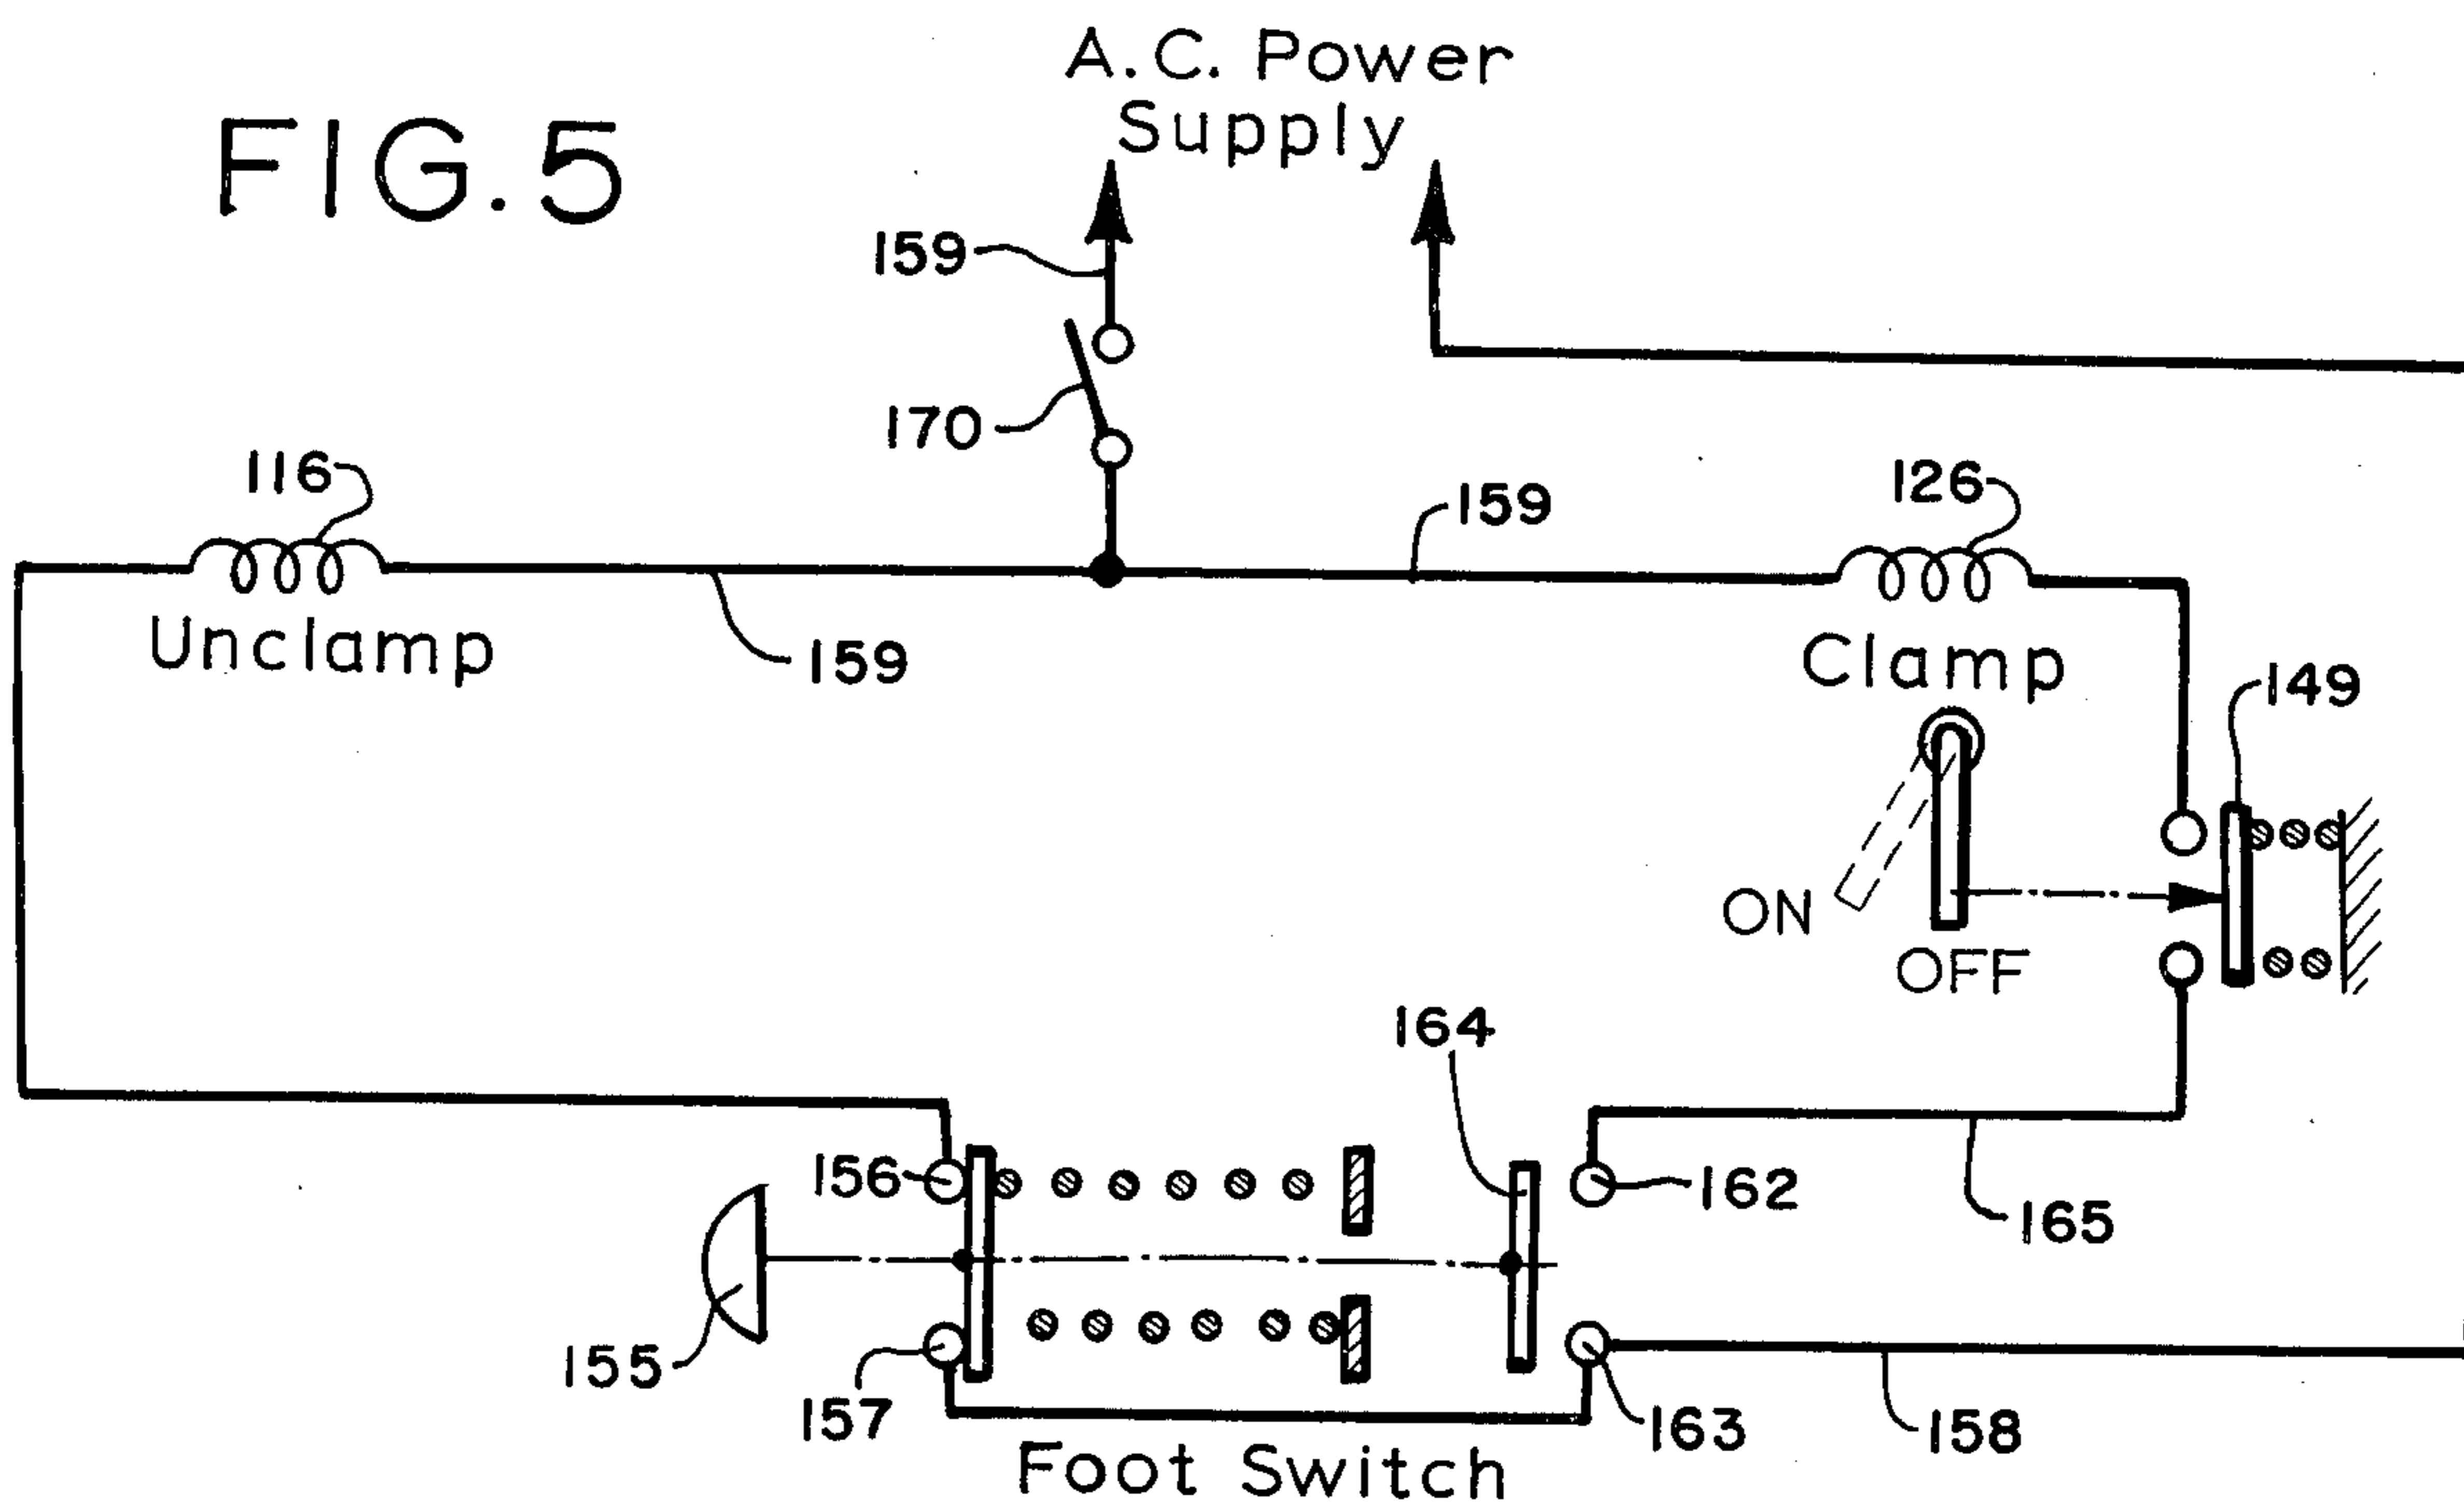 A.C. Power
Supply
FIG. 5
159
170
116
126
159
Unclamp
159
Clamp
149
ON
OFF
164
156
162
165
155
157
163
158
Foot Switch